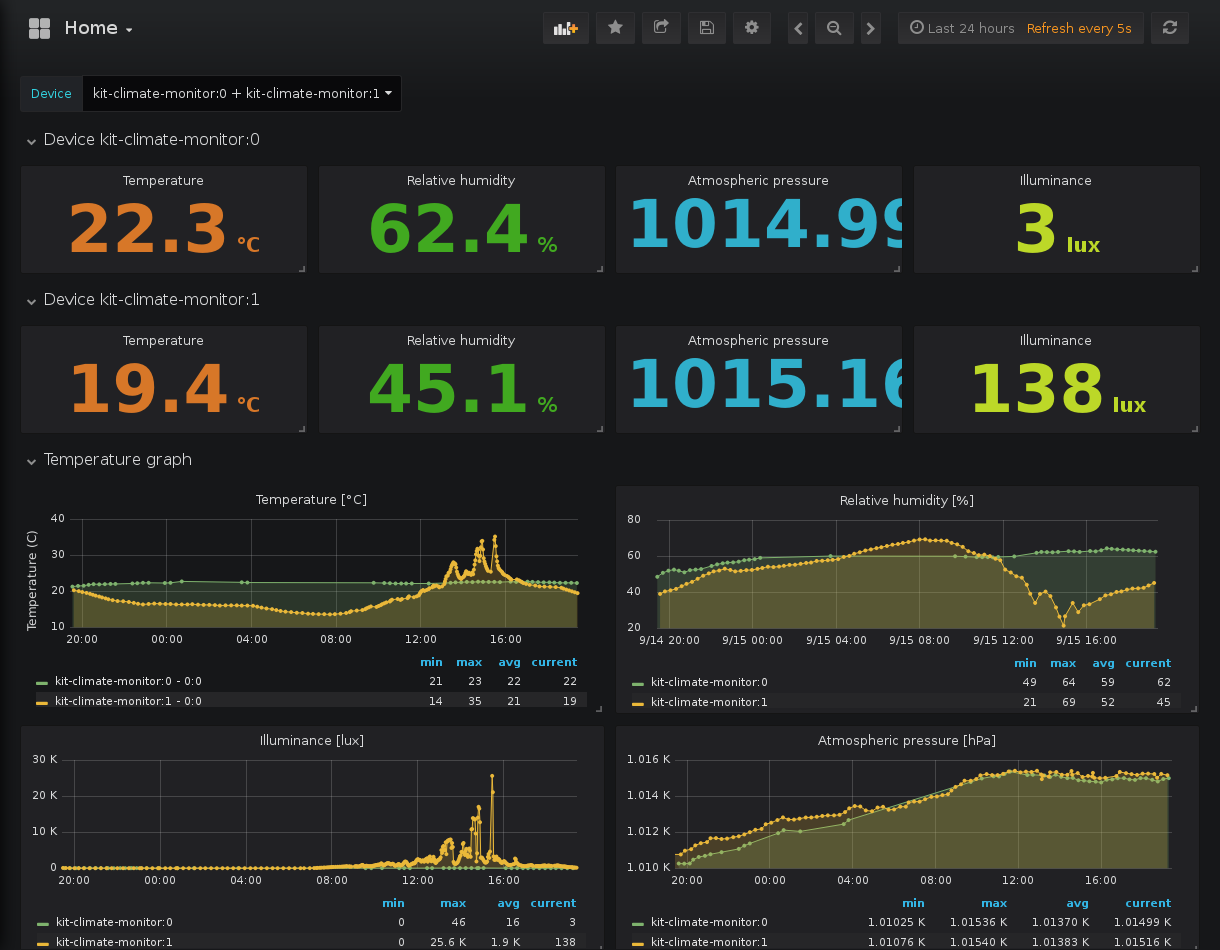 Home
Last 24 hours Refresh every 5s
Device kit-climate-monitor:0 + kit-climate-monitor:1
Device kit-climate-monitor:0
Temperature Relative humidity Atmospheric pressure Illuminance
22.3 °C 62.4 % 1014.99 3 lux
Device kit-climate-monitor:1
Temperature Relative humidity Atmospheric pressure Illuminance
19.4 °C 45.1 % 1015.16 138 lux
Temperature graph
Temperature [°C]
Temperature (C)
40
30
20
10
20:00 00:00 04:00 08:00 12:00 16:00
min max avg current
kit-climate-monitor:0 - 0:0 21 23 22 22
kit-climate-monitor:1 - 0:0 14 35 21 19
Relative humidity [%]
80
60
40
20
9/14 20:00 9/15 00:00 9/15 04:00 9/15 08:00 9/15 12:00 9/15 16:00
min max avg current
kit-climate-monitor:0 49 64 59 62
kit-climate-monitor:1 21 69 52 45
Illuminance [lux]
30 K
20 K
10 K
0
20:00 00:00 04:00 08:00 12:00 16:00
min max avg current
kit-climate-monitor:0 0 46 16 3
kit-climate-monitor:1 0 25.6 K 1.9 K 138
Atmospheric pressure [hPa]
1.016 K
1.014 K
1.012 K
1.010 K
20:00 00:00 04:00 08:00 12:00 16:00
min max avg current
kit-climate-monitor:0 1.01025 K 1.01536 K 1.01370 K 1.01499 K
kit-climate-monitor:1 1.01076 K 1.01540 K 1.01383 K 1.01516 K